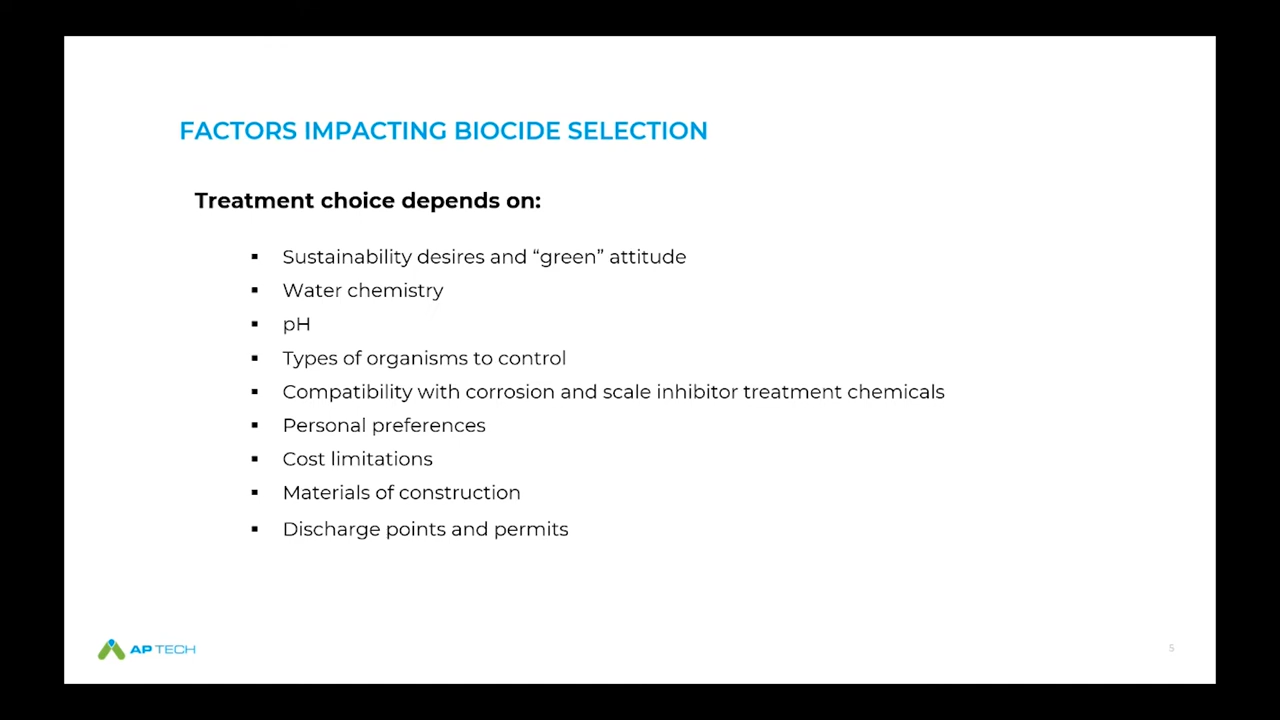 FACTORS IMPACTING BIOCIDE SELECTION
Treatment choice depends on:
▪ Sustainability desires and “green” attitude
▪ Water chemistry
▪ pH
▪ Types of organisms to control
▪ Compatibility with corrosion and scale inhibitor treatment chemicals
▪ Personal preferences
▪ Cost limitations
▪ Materials of construction
▪ Discharge points and permits
AP TECH
5